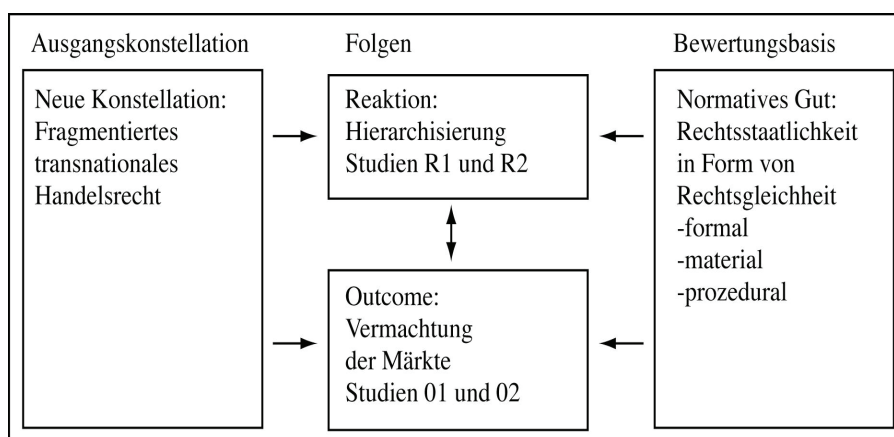 Ausgangskonstellation
Neue Konstellation:
Fragmentiertes
transnationales
Handelsrecht
Folgen
Reaktion:
Hierarchisierung
Studien R1 und R2
Outcome:
Vermachtung
der Märkte
Studien 01 und 02
Bewertungsbasis
Normatives Gut:
Rechtsstaatlichkeit
in Form von
Rechtsgleichheit
-formal
-material
-prozedural